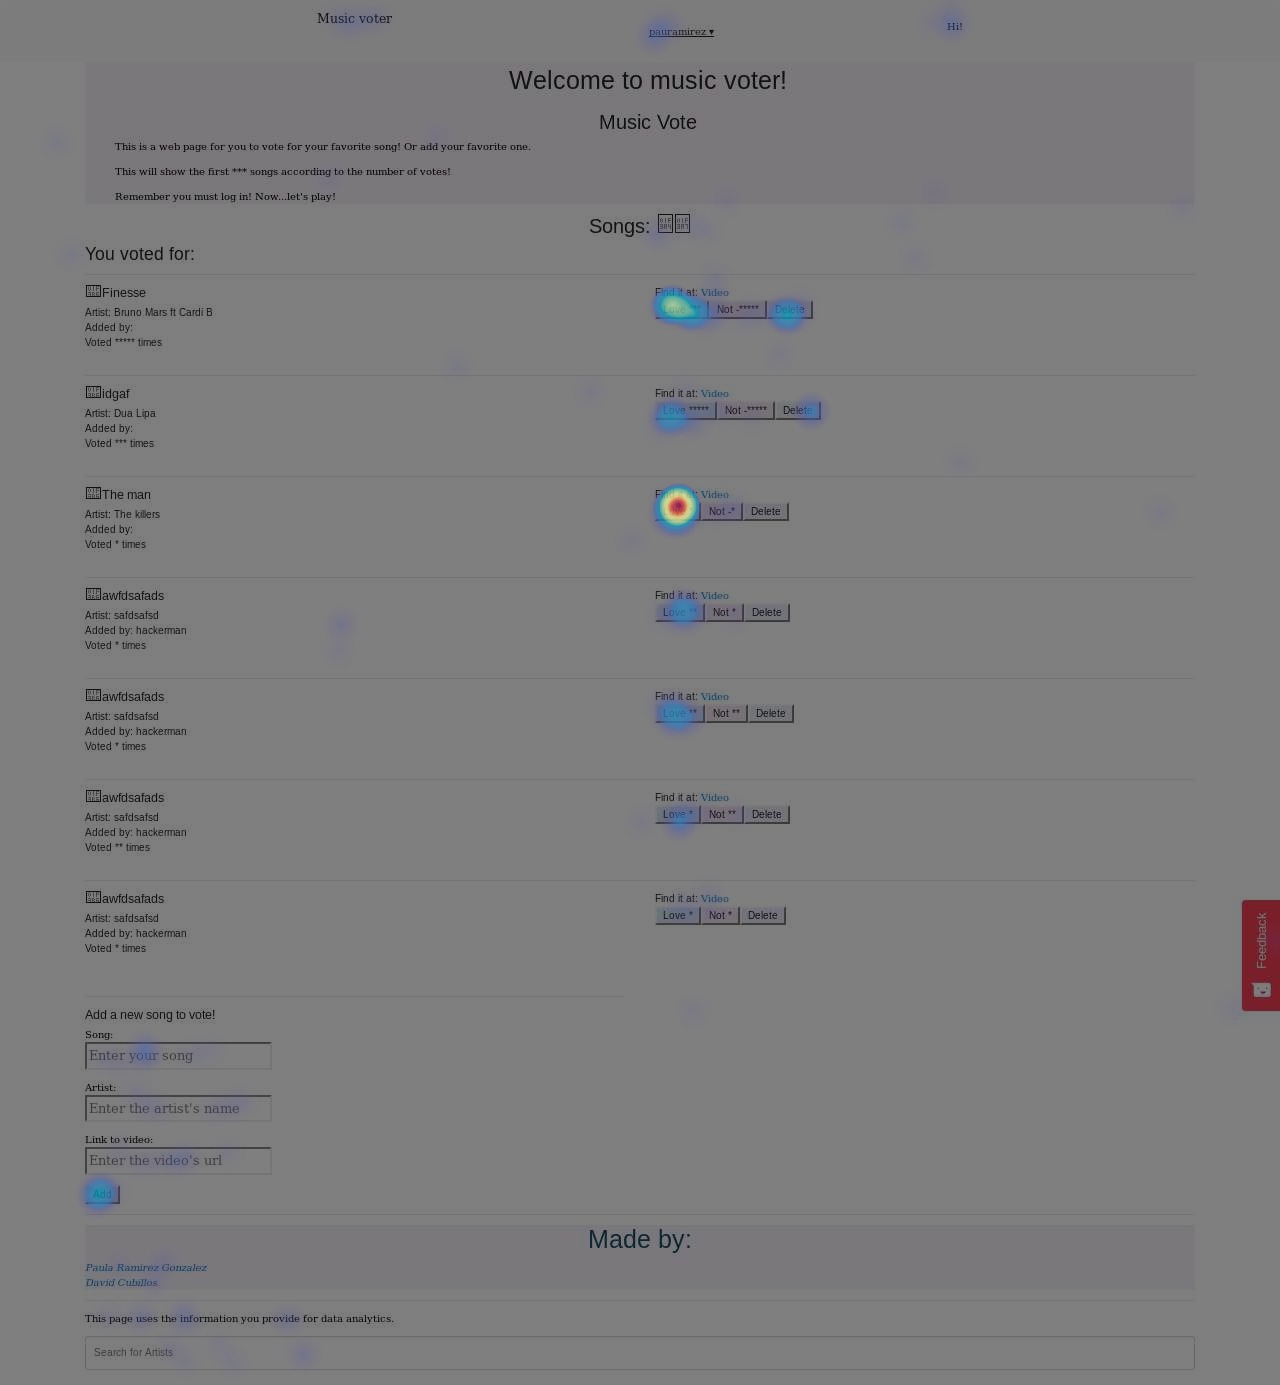 Music voter
pauramirez ▾
Hi!
Welcome to music voter!
Music Vote
This is a web page for you to vote for your favorite song! Or add your favorite one.
This will show the first *** songs according to the number of votes!
Remember you must log in! Now...let's play!
Songs:
You voted for:
Finesse
Artist: Bruno Mars ft Cardi B
Added by:
Voted ***** times
Find it at: Video
Love Not -***** Delete
idgaf
Artist: Dua Lipa
Added by:
Voted *** times
Find it at: Video
Love ***** Not -***** Delete
The man
Artist: The killers
Added by:
Voted * times
Find it at: Video
Not -* Delete
awfdsafads
Artist: safdsafsd
Added by: hackerman
Voted * times
Find it at: Video
Love ** Not * Delete
awfdsafads
Artist: safdsafsd
Added by: hackerman
Voted * times
Find it at: Video
Love ** Not ** Delete
awfdsafads
Artist: safdsafsd
Added by: hackerman
Voted ** times
Find it at: Video
Love * Not ** Delete
awfdsafads
Artist: safdsafsd
Added by: hackerman
Voted * times
Find it at: Video
Love * Not * Delete
Feedback
Add a new song to vote!
Song:
Enter your song
Artist:
Enter the artist's name
Link to video:
Enter the video's url
Add
Made by:
Paula Ramirez Gonzalez
David Cubillos
This page uses the information you provide for data analytics.
Search for Artists